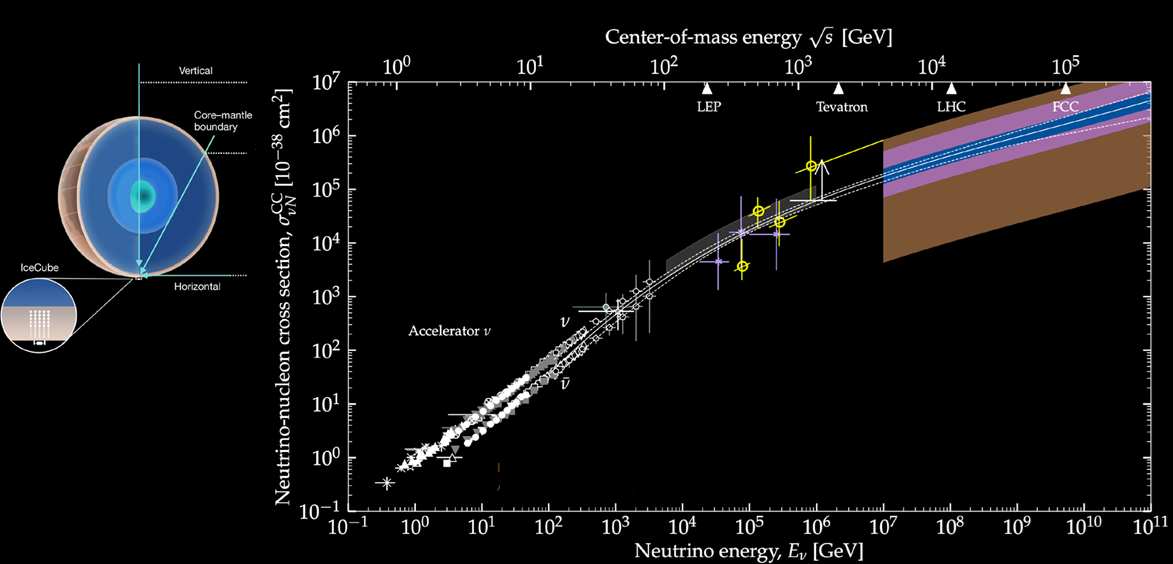 Vertical
Core–mantle
boundary
IceCube
Horizontal
Center-of-mass energy √s [GeV]
10⁰ 10¹ 10² 10³ 10⁴ 10⁵
LEP Tevatron LHC FCC
Neutrino-nucleon cross section, σ_νN^CC [10⁻³⁸ cm²]
10⁷
10⁶
10⁵
10⁴
10³
10²
10¹
10⁰
10⁻¹
Accelerator ν
ν
ν̄
10⁻¹ 10⁰ 10¹ 10² 10³ 10⁴ 10⁵ 10⁶ 10⁷ 10⁸ 10⁹ 10¹⁰ 10¹¹
Neutrino energy, E_ν [GeV]